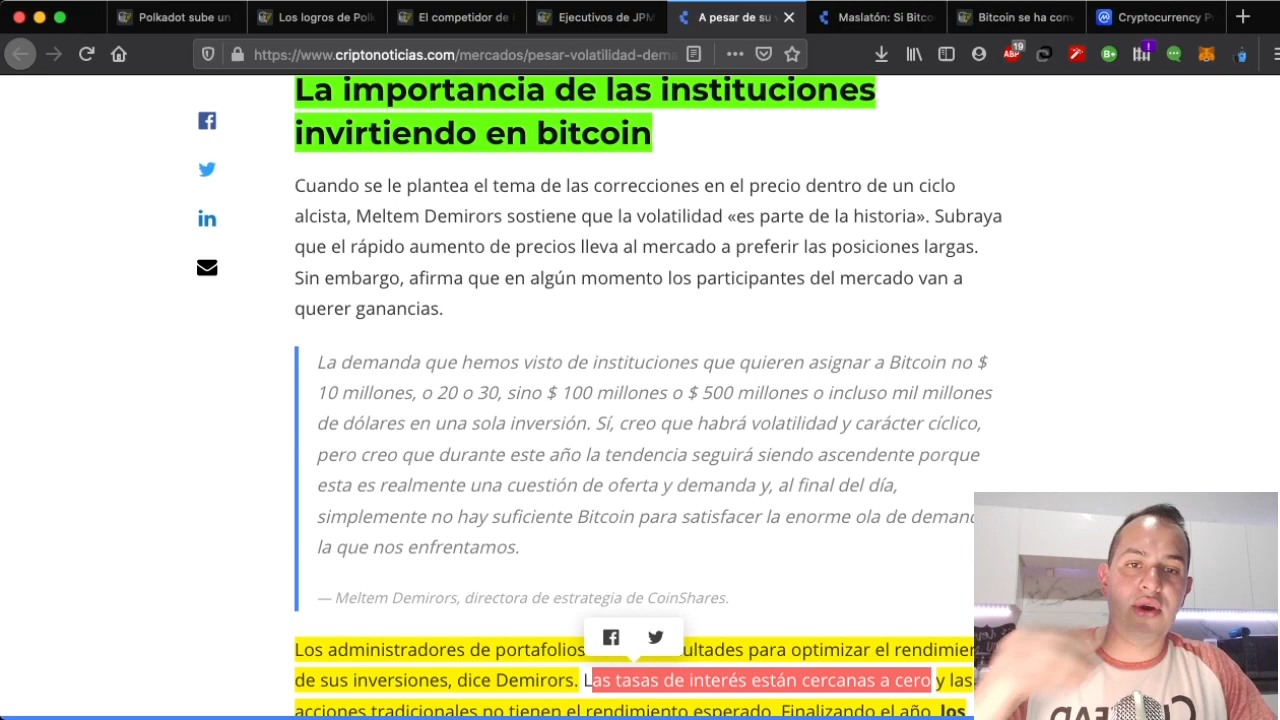 Polkadot sube un
Los logros de Polk
El competidor de
Ejecutivos de JPM
A pesar de su v
Maslatón: Si Bitco
Bitcoin se ha conv
Cryptocurrency P
https://www.criptonoticias.com/mercados/pesar-volatilidad-dema
19
ABP
B+
La importancia de las instituciones
invirtiendo en bitcoin
Cuando se le plantea el tema de las correcciones en el precio dentro de un ciclo
alcista, Meltem Demirors sostiene que la volatilidad «es parte de la historia». Subraya
que el rápido aumento de precios lleva al mercado a preferir las posiciones largas.
Sin embargo, afirma que en algún momento los participantes del mercado van a
querer ganancias.
La demanda que hemos visto de instituciones que quieren asignar a Bitcoin no $
10 millones, o 20 o 30, sino $ 100 millones o $ 500 millones o incluso mil millones
de dólares en una sola inversión. Sí, creo que habrá volatilidad y carácter cíclico,
pero creo que durante este año la tendencia seguirá siendo ascendente porque
esta es realmente una cuestión de oferta y demanda y, al final del día,
simplemente no hay suficiente Bitcoin para satisfacer la enorme ola de deman
la que nos enfrentamos.
— Meltem Demirors, directora de estrategia de CoinShares.
Los administradores de portafolios ultades para optimizar el rendimien
de sus inversiones, dice Demirors. Las tasas de interés están cercanas a cero y las
acciones tradicionales no tienen el rendimiento esperado. Finalizando el año, los